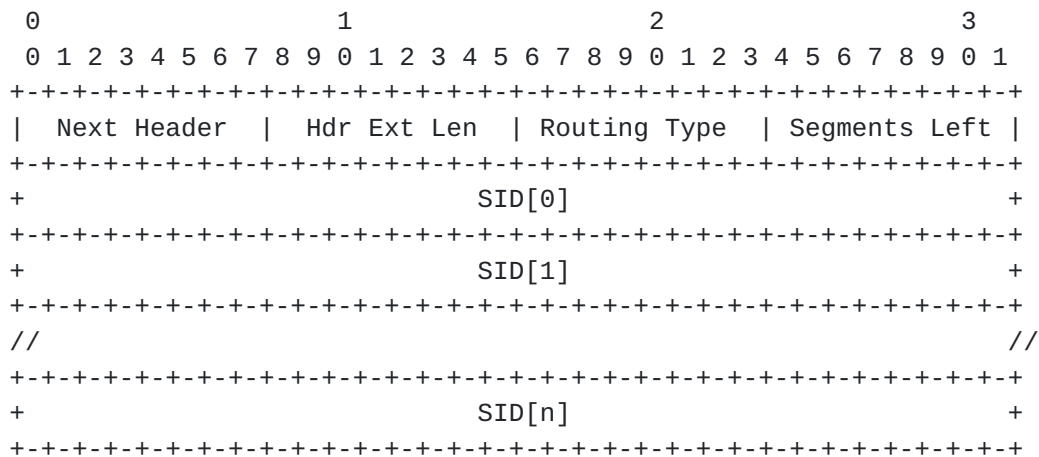 0                   1                   2                   3
 0 1 2 3 4 5 6 7 8 9 0 1 2 3 4 5 6 7 8 9 0 1 2 3 4 5 6 7 8 9 0 1
+-+-+-+-+-+-+-+-+-+-+-+-+-+-+-+-+-+-+-+-+-+-+-+-+-+-+-+-+-+-+-+-+
|  Next Header  |  Hdr Ext Len  | Routing Type  | Segments Left |
+-+-+-+-+-+-+-+-+-+-+-+-+-+-+-+-+-+-+-+-+-+-+-+-+-+-+-+-+-+-+-+-+
+                             SID[0]                            +
+-+-+-+-+-+-+-+-+-+-+-+-+-+-+-+-+-+-+-+-+-+-+-+-+-+-+-+-+-+-+-+-+
+                             SID[1]                            +
+-+-+-+-+-+-+-+-+-+-+-+-+-+-+-+-+-+-+-+-+-+-+-+-+-+-+-+-+-+-+-+-+
//                                                              //
+-+-+-+-+-+-+-+-+-+-+-+-+-+-+-+-+-+-+-+-+-+-+-+-+-+-+-+-+-+-+-+-+
+                             SID[n]                            +
+-+-+-+-+-+-+-+-+-+-+-+-+-+-+-+-+-+-+-+-+-+-+-+-+-+-+-+-+-+-+-+-+